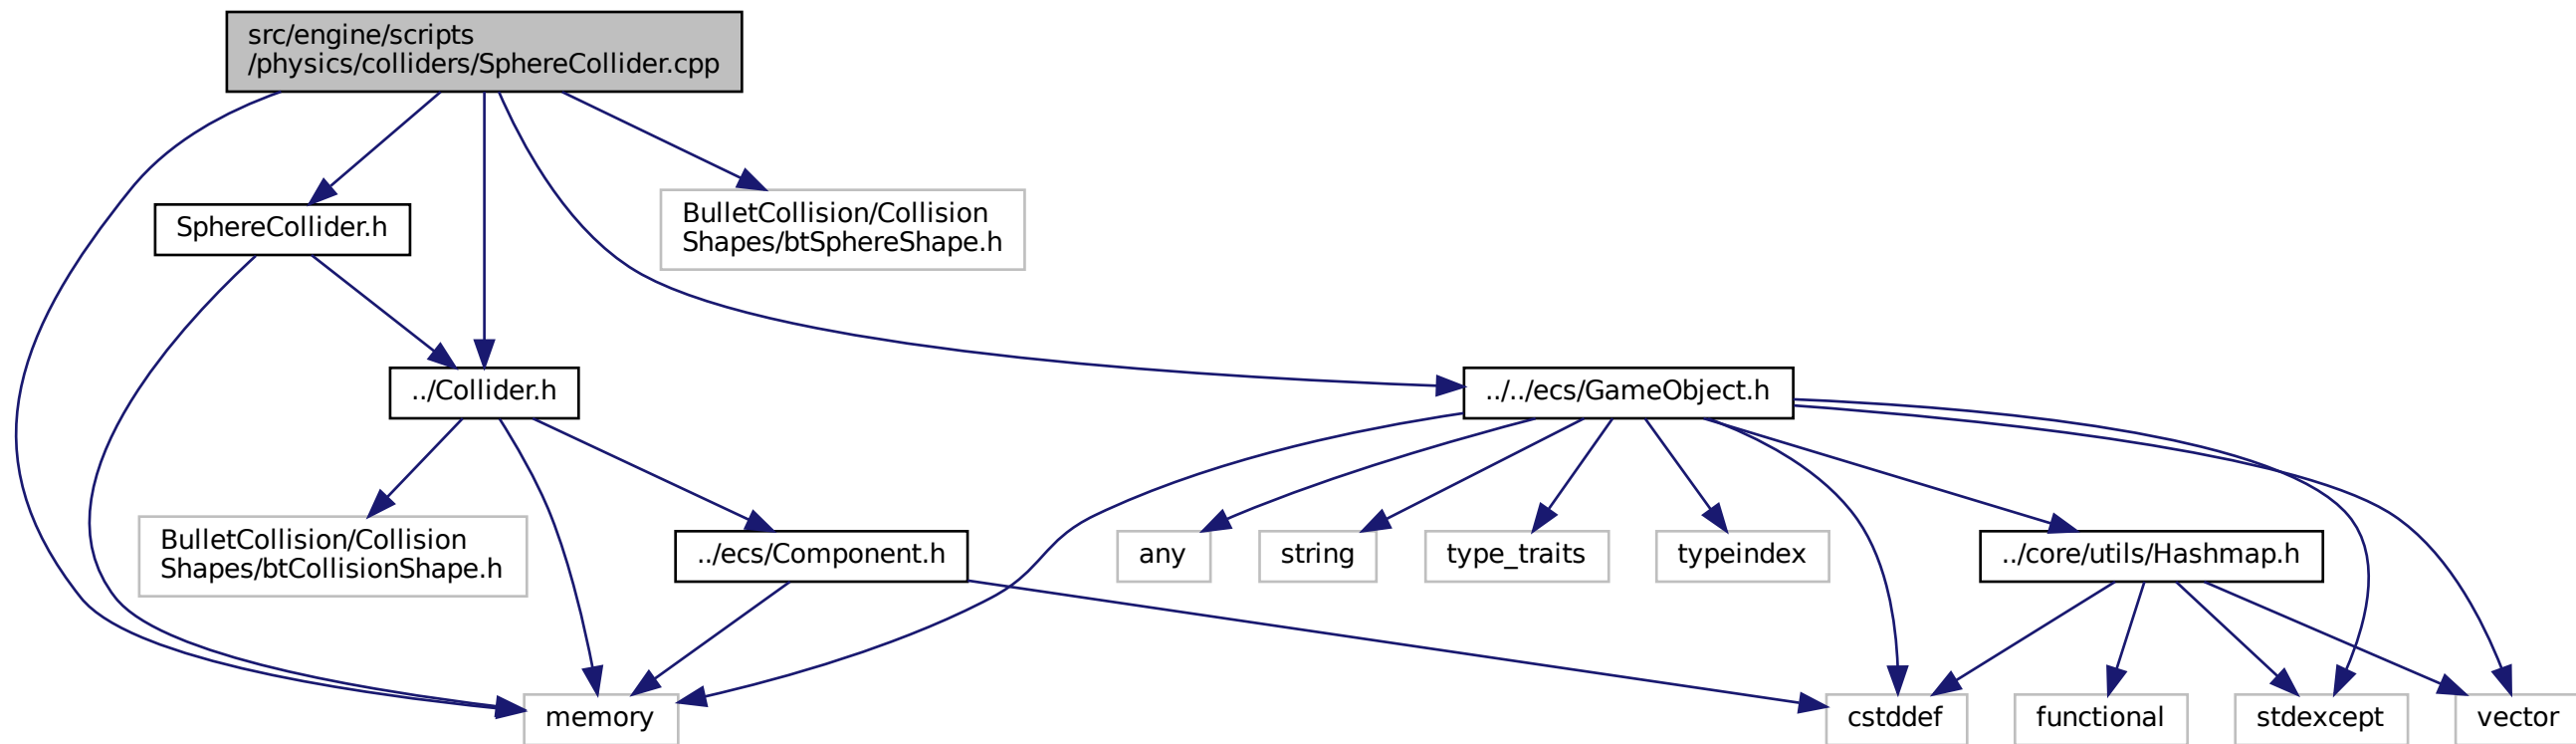 src/engine/scripts
/physics/colliders/SphereCollider.cpp
SphereCollider.h
BulletCollision/Collision
Shapes/btSphereShape.h
../Collider.h
../../ecs/GameObject.h
BulletCollision/Collision
Shapes/btCollisionShape.h
../ecs/Component.h
any
string
type_traits
typeindex
../core/utils/Hashmap.h
memory
cstddef
functional
stdexcept
vector